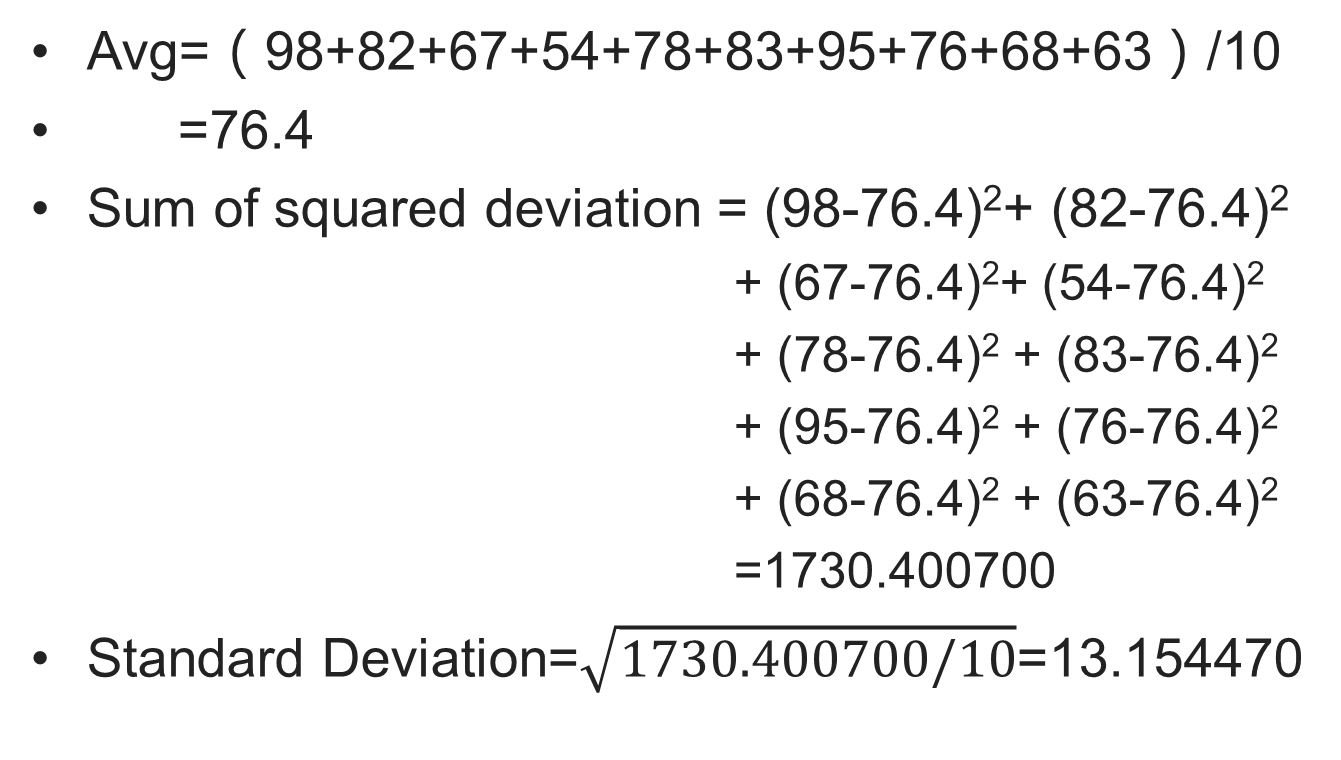 • Avg= ( 98+82+67+54+78+83+95+76+68+63 ) /10
• =76.4
• Sum of squared deviation = (98-76.4)²+ (82-76.4)²
+ (67-76.4)²+ (54-76.4)²
+ (78-76.4)² + (83-76.4)²
+ (95-76.4)² + (76-76.4)²
+ (68-76.4)² + (63-76.4)²
=1730.400700
• Standard Deviation=√1730.400700/10=13.154470